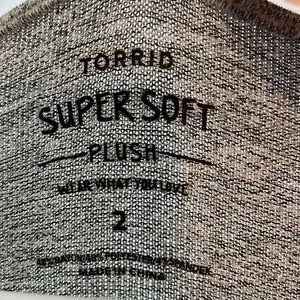 TORRID
SUPER SOFT
PLUSH
WEAR WHAT YOU LOVE
2
MADE IN CHINA